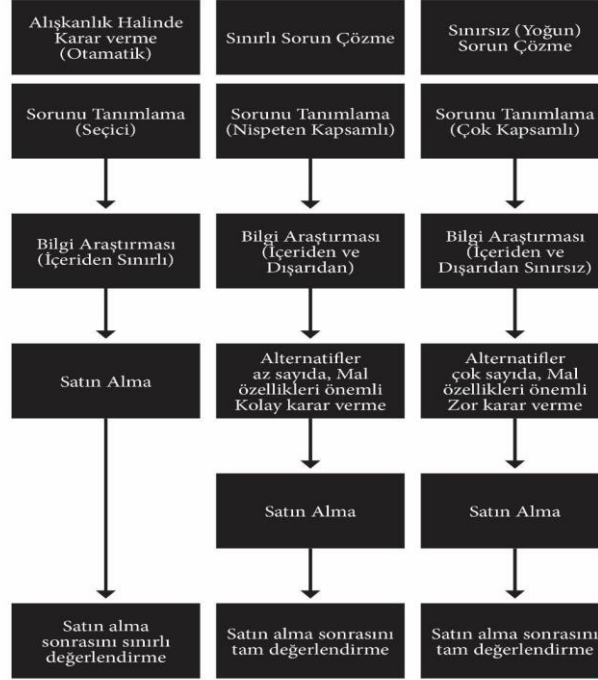 Alışkanlık Halinde
Karar verme
(Otamatik)
Sınırlı Sorun Çözme
Sınırsız (Yoğun)
Sorun Çözme
Sorunu Tanımlama
(Seçici)
Sorunu Tanımlama
(Nispeten Kapsamlı)
Sorunu Tanımlama
(Çok Kapsamlı)
Bilgi Araştırması
(İçeriden Sınırlı)
Bilgi Araştırması
(İçeriden ve
Dışarıdan)
Bilgi Araştırması
(İçeriden ve
Dışarıdan Sınırsız)
Satın Alma
Alternatifler
az sayıda, Mal
özellikleri önemli
Kolay karar verme
Alternatifler
çok sayıda, Mal
özellikleri önemli
Zor karar verme
Satın Alma
Satın Alma
Satın alma
sonrasını sınırlı
değerlendirme
Satın alma sonrasını
tam değerlendirme
Satın alma sonrasını
tam değerlendirme